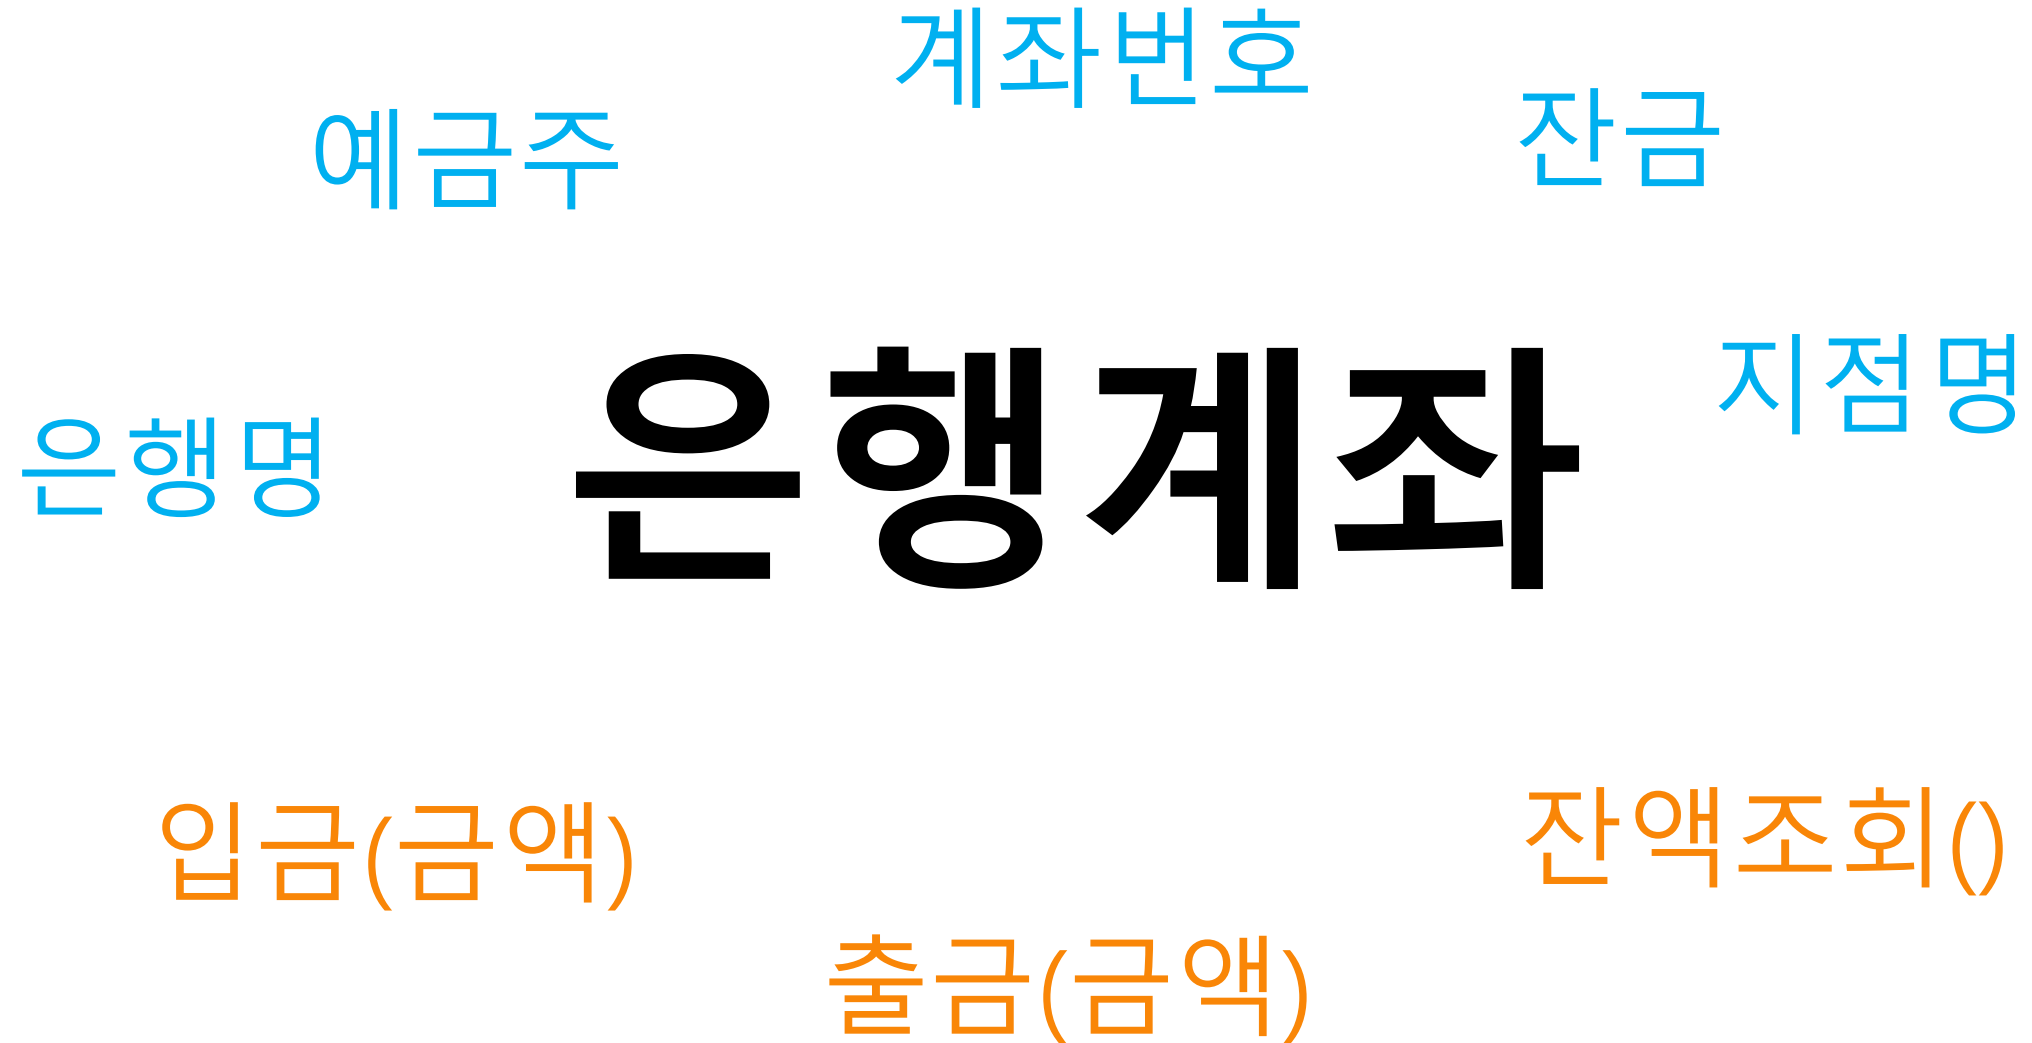 계좌번호
잔금
예금주
지점명
은행계좌
은행명
입금(금액)
잔액조회()
출금(금액)